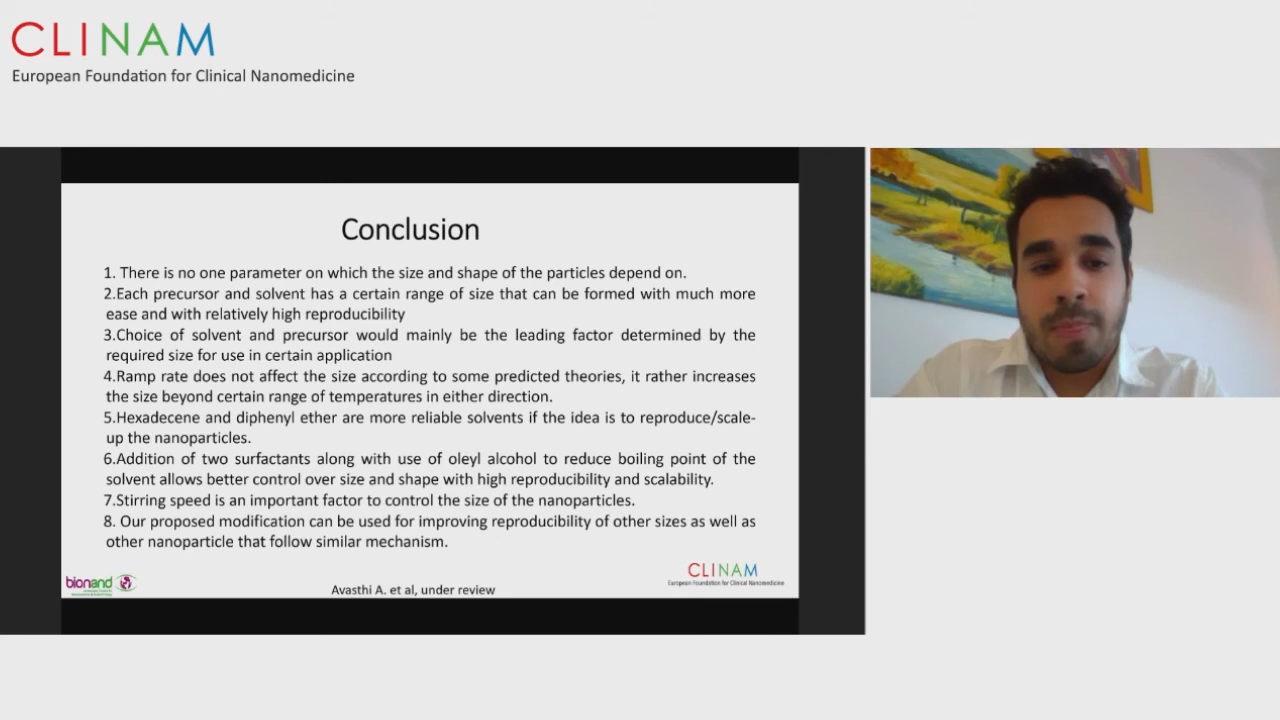 CLINAM
European Foundation for Clinical Nanomedicine
Conclusion
1. There is no one parameter on which the size and shape of the particles depend on.
2.Each precursor and solvent has a certain range of size that can be formed with much more
ease and with relatively high reproducibility
3.Choice of solvent and precursor would mainly be the leading factor determined by the
required size for use in certain application
4.Ramp rate does not affect the size according to some predicted theories, it rather increases
the size beyond certain range of temperatures in either direction.
5.Hexadecene and diphenyl ether are more reliable solvents if the idea is to reproduce/scale-
up the nanoparticles.
6.Addition of two surfactants along with use of oleyl alcohol to reduce boiling point of the
solvent allows better control over size and shape with high reproducibility and scalability.
7.Stirring speed is an important factor to control the size of the nanoparticles.
8. Our proposed modification can be used for improving reproducibility of other sizes as well as
other nanoparticle that follow similar mechanism.
bionand
Avasthi A. et al, under review
CLINAM
European Foundation for Clinical Nanomedicine